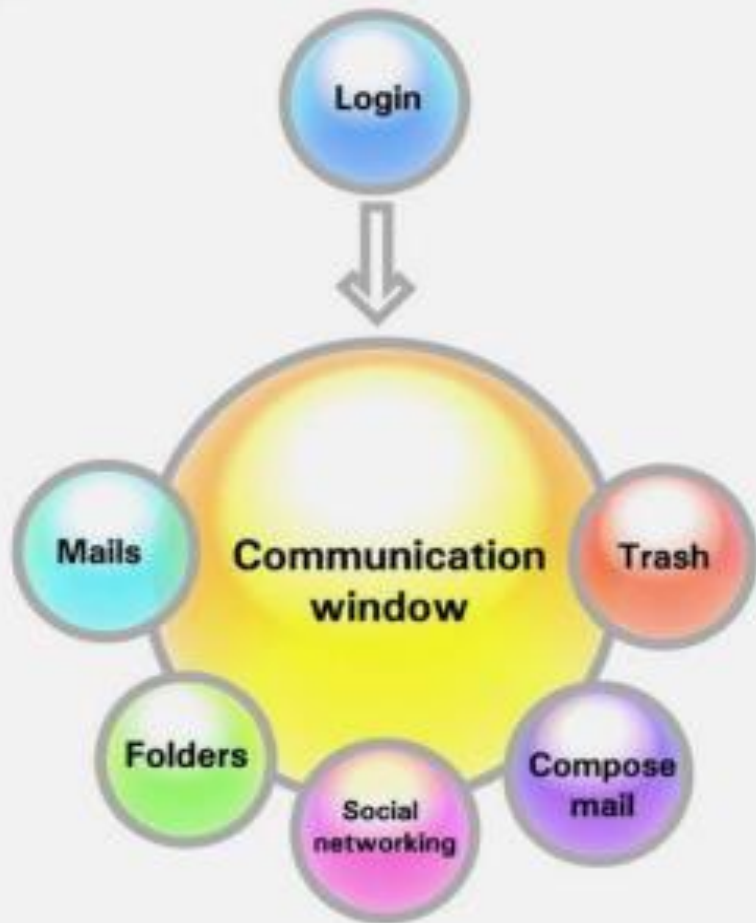 Login
Communication
window
Mails
Trash
Folders
Compose
mail
Social
networking